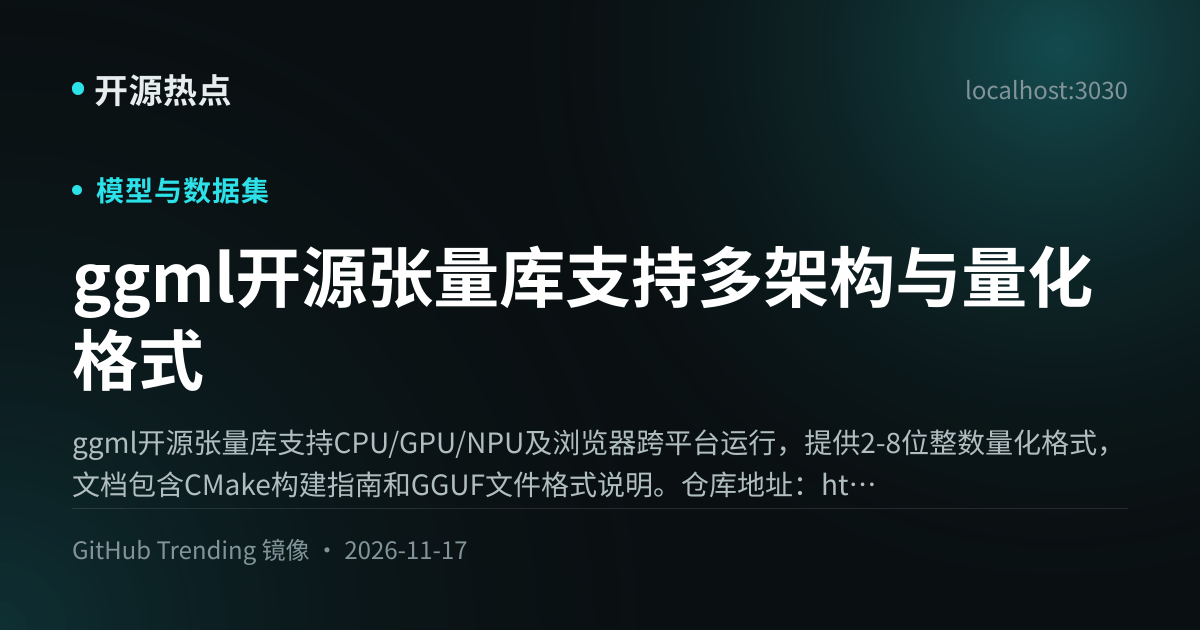 开源热点
localhost:3030
模型与数据集
ggml开源张量库支持多架构与量化
格式
ggml开源张量库支持CPU/GPU/NPU及浏览器跨平台运行，提供2-8位整数量化格式，
文档包含CMake构建指南和GGUF文件格式说明。仓库地址：ht…
GitHub Trending 镜像 · 2026-11-17